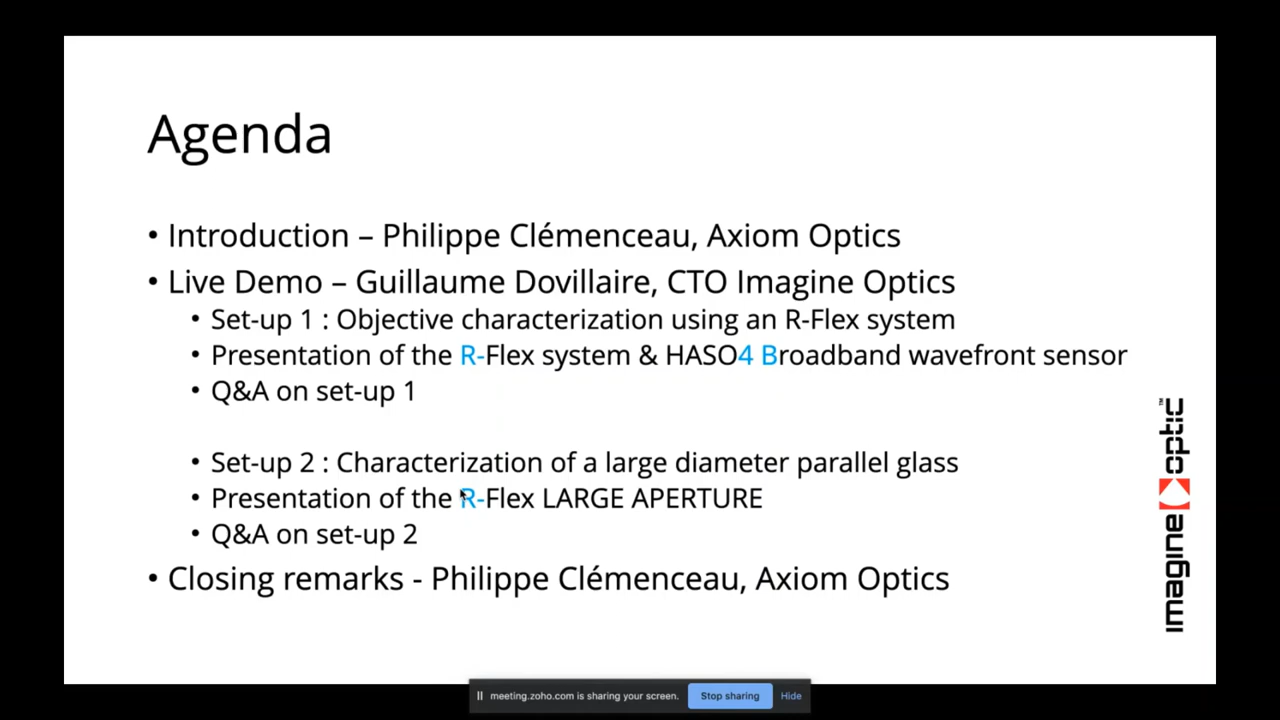 Agenda
• Introduction – Philippe Clémenceau, Axiom Optics
• Live Demo – Guillaume Dovillaire, CTO Imagine Optics
• Set-up 1 : Objective characterization using an R-Flex system
• Presentation of the R-Flex system & HASO4 Broadband wavefront sensor
• Q&A on set-up 1
• Set-up 2 : Characterization of a large diameter parallel glass
• Presentation of the R-Flex LARGE APERTURE
• Q&A on set-up 2
• Closing remarks - Philippe Clémenceau, Axiom Optics
imagine optic™
meeting.zoho.com is sharing your screen. Stop sharing Hide